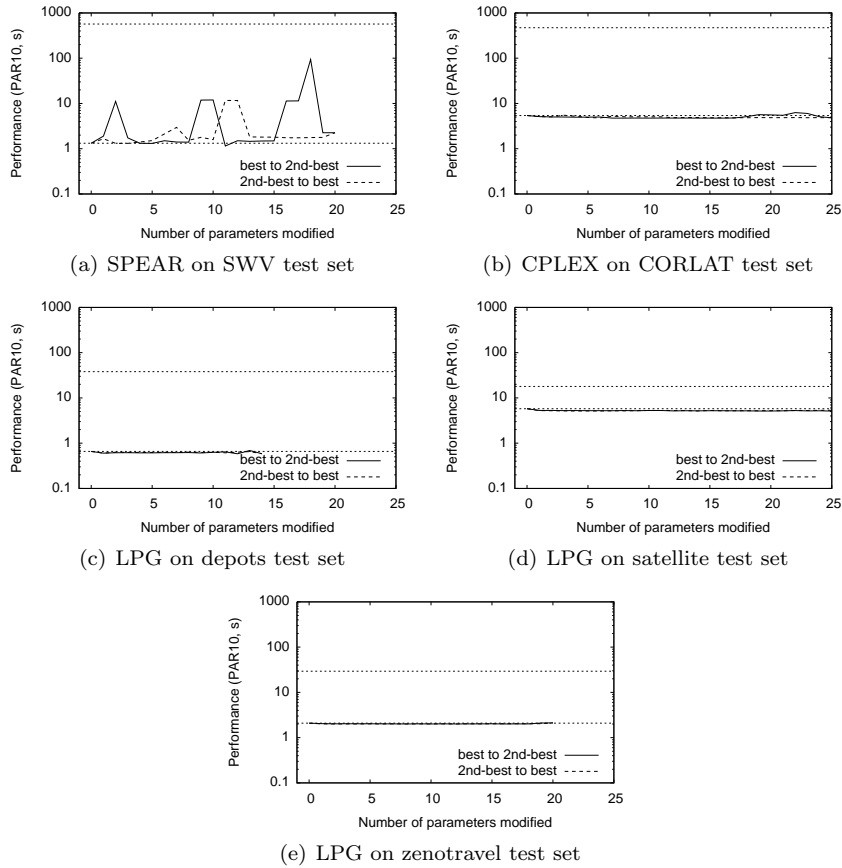 1000
100
10
1
0.1
Performance (PAR10, s)
best to 2nd-best
2nd-best to best
0 5 10 15 20 25
Number of parameters modified
(a) SPEAR on SWV test set
1000
100
10
1
0.1
Performance (PAR10, s)
best to 2nd-best
2nd-best to best
0 5 10 15 20 25
Number of parameters modified
(b) CPLEX on CORLAT test set
1000
100
10
1
0.1
Performance (PAR10, s)
best to 2nd-best
2nd-best to best
0 5 10 15 20 25
Number of parameters modified
(c) LPG on depots test set
1000
100
10
1
0.1
Performance (PAR10, s)
best to 2nd-best
2nd-best to best
0 5 10 15 20 25
Number of parameters modified
(d) LPG on satellite test set
1000
100
10
1
0.1
Performance (PAR10, s)
best to 2nd-best
2nd-best to best
0 5 10 15 20 25
Number of parameters modified
(e) LPG on zenotravel test set